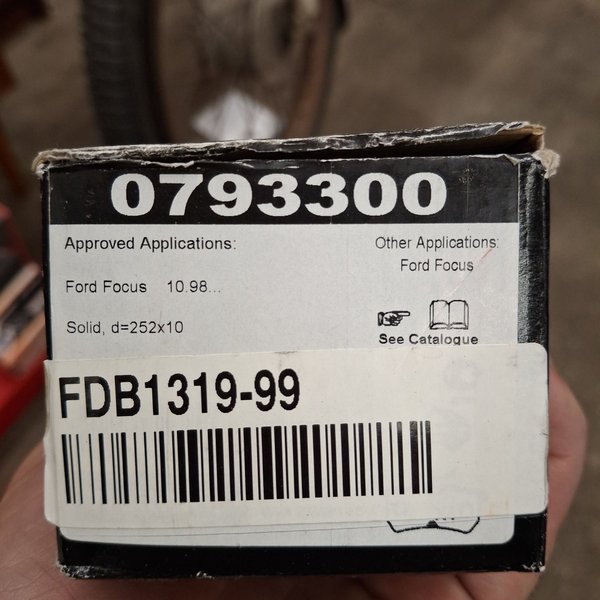 0793300
Approved Applications:
Other Applications:
Ford Focus
Ford Focus 10.98...
Solid, d=252x10
See Catalogue
FDB1319-99